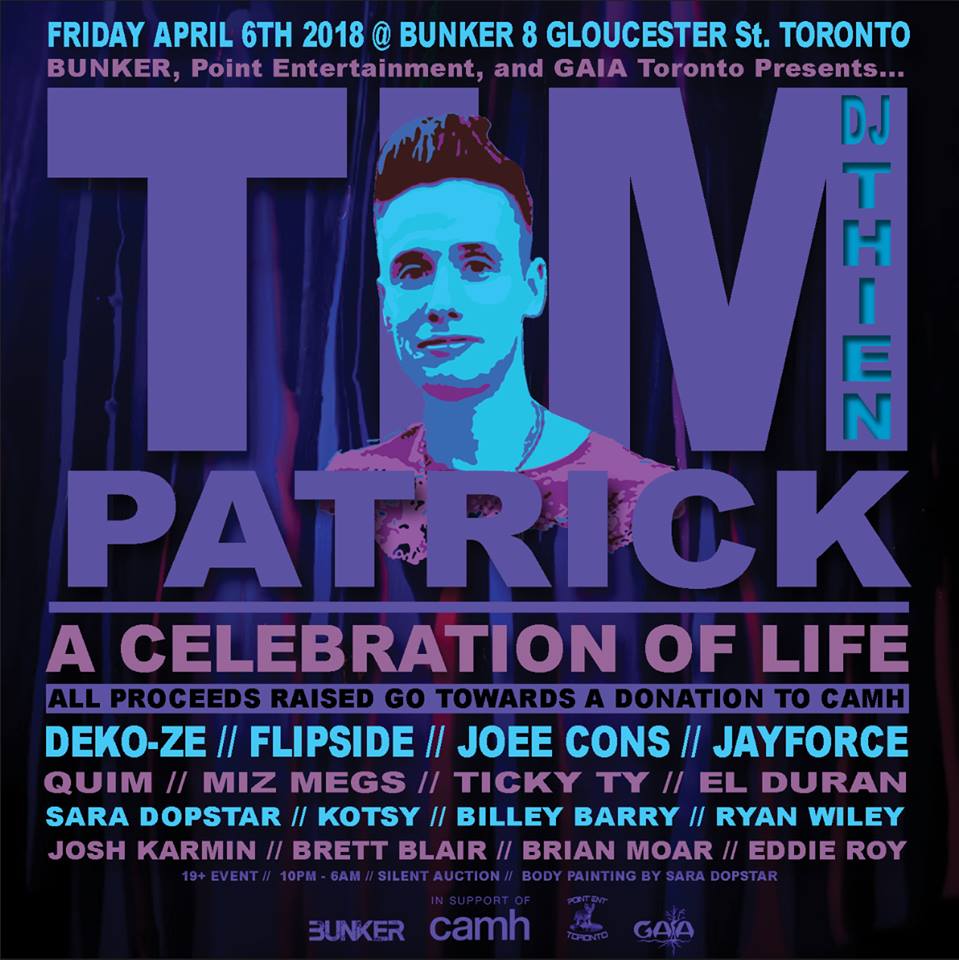 FRIDAY APRIL 6TH 2018 @ BUNKER 8 GLOUCESTER St. TORONTO
BUNKER, Point Entertainment, and GAIA Toronto Presents...
TIM
DJ THIEN
PATRICK
A CELEBRATION OF LIFE
ALL PROCEEDS RAISED GO TOWARDS A DONATION TO CAMH
DEKO-ZE // FLIPSIDE // JOEE CONS // JAYFORCE
QUIM // MIZ MEGS // TICKY TY // EL DURAN
SARA DOPSTAR // KOTSY // BILLEY BARRY // RYAN WILEY
JOSH KARMIN // BRETT BLAIR // BRIAN MOAR // EDDIE ROY
19+ EVENT // 10PM - 6AM // SILENT AUCTION // BODY PAINTING BY SARA DOPSTAR
BUNKER
IN SUPPORT OF
camh
POINT ENT
TORONTO
GAIA